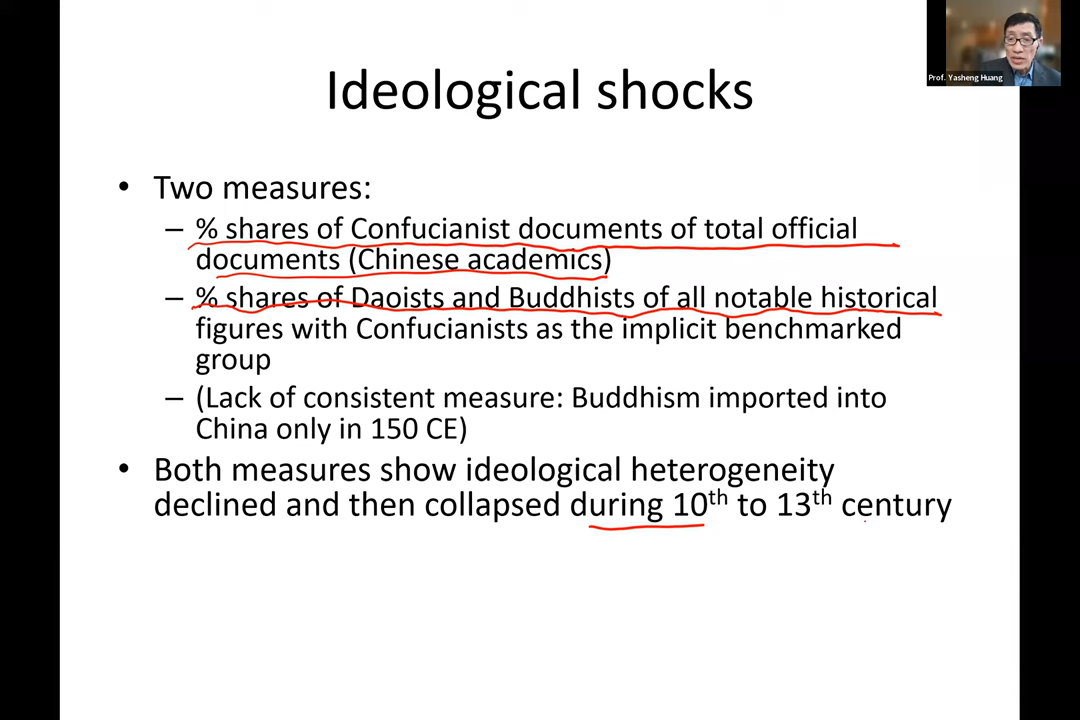 Prof. Yasheng Huang
Ideological shocks
• Two measures:
– % shares of Confucianist documents of total official
documents (Chinese academics)
– % shares of Daoists and Buddhists of all notable historical
figures with Confucianists as the implicit benchmarked
group
– (Lack of consistent measure: Buddhism imported into
China only in 150 CE)
• Both measures show ideological heterogeneity
declined and then collapsed during 10th to 13th century